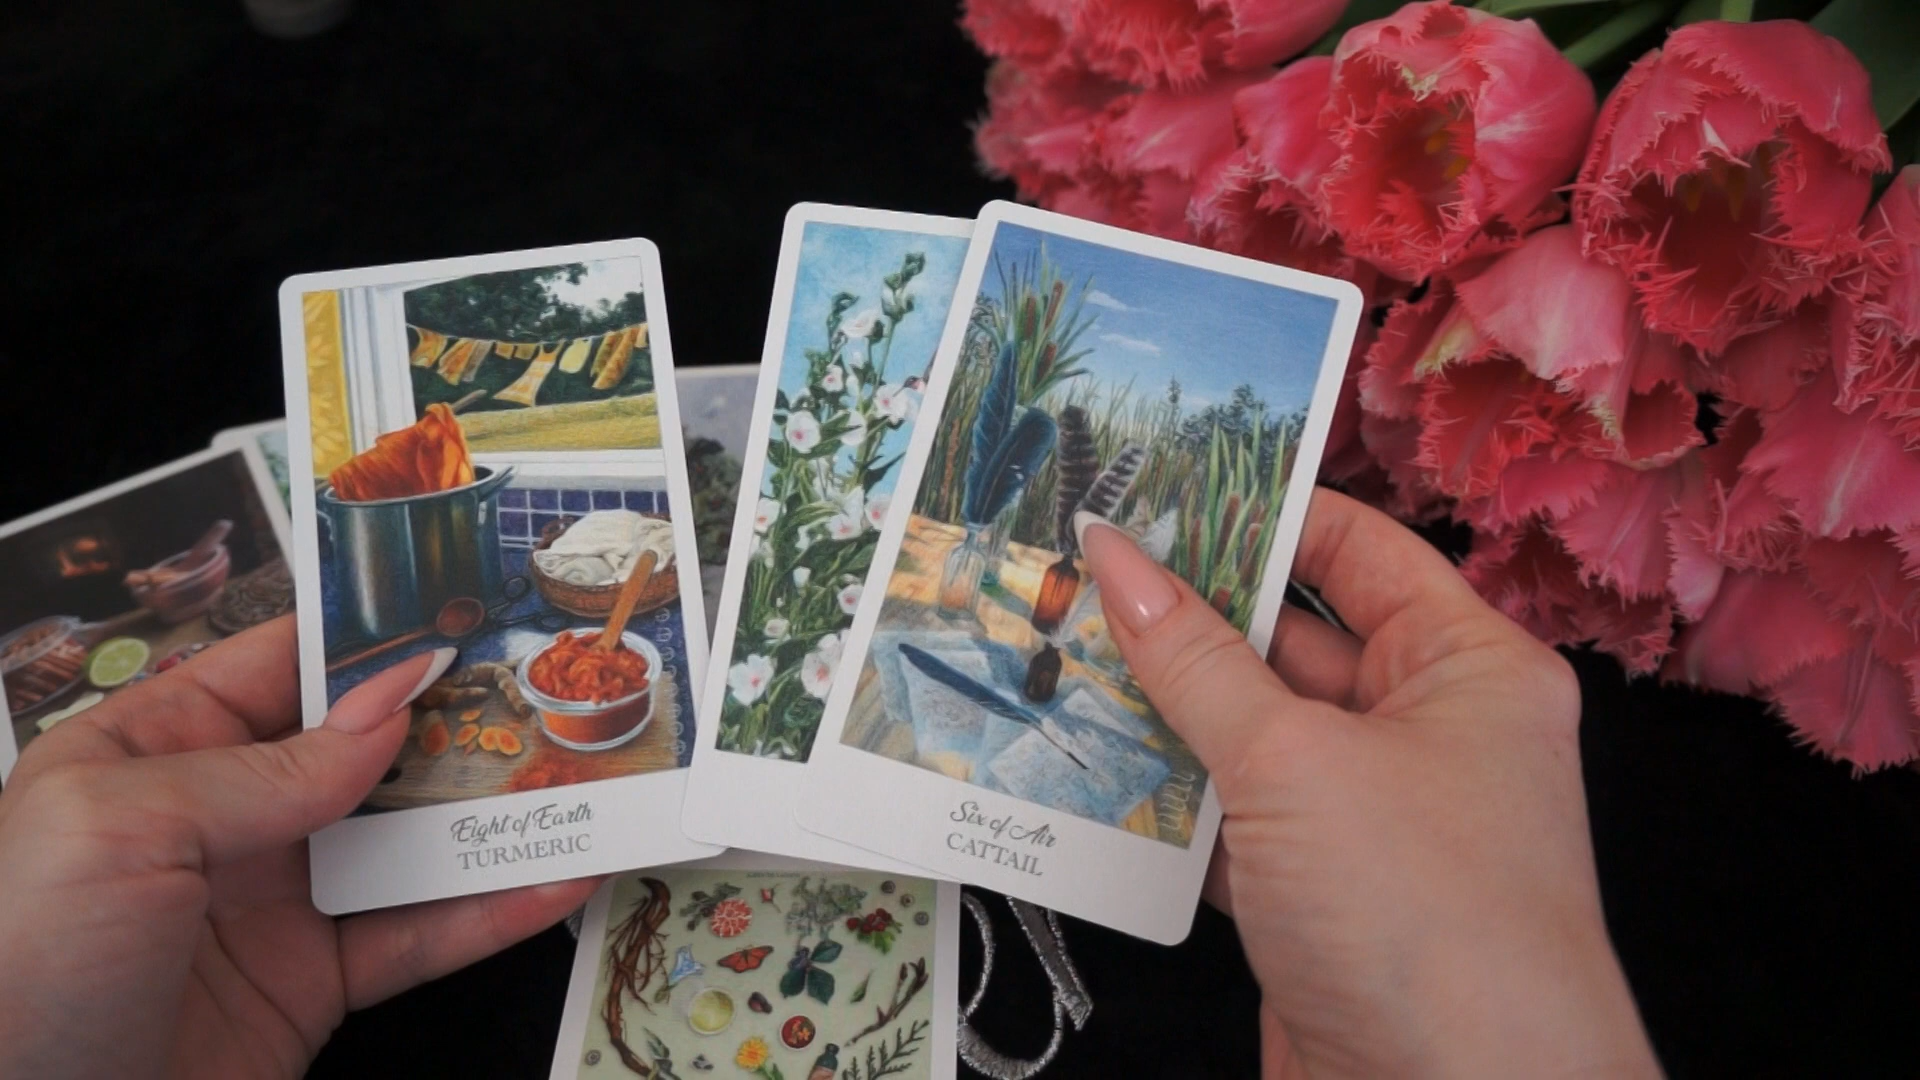 Eight of Earth
TURMERIC
Six of Air
CATTAIL